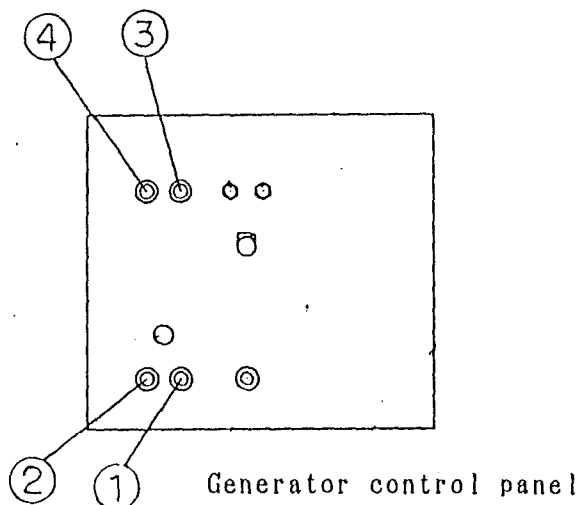 ④ ③
② ①
Generator control panel